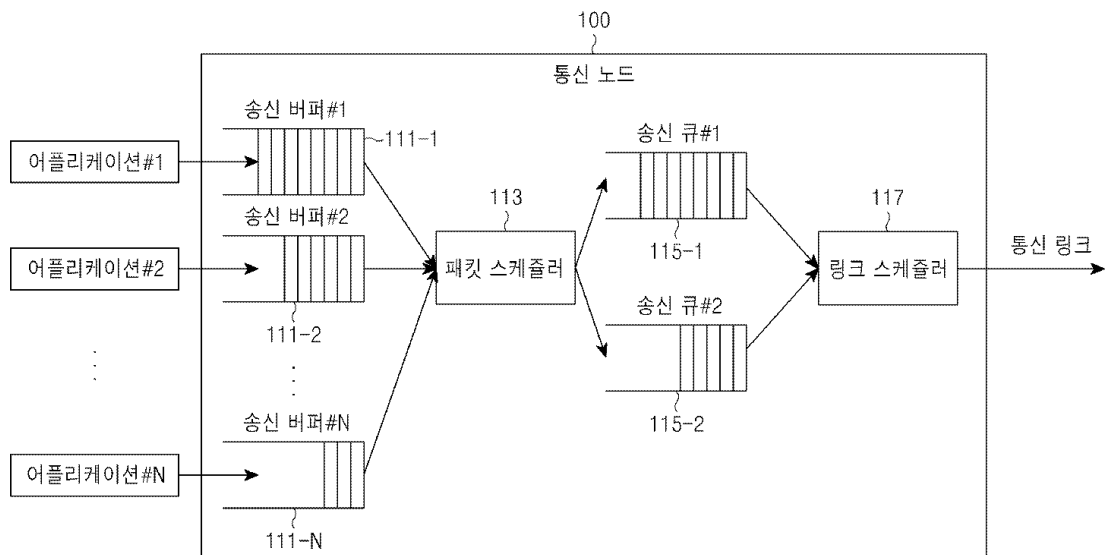 100
통신 노드
송신 버퍼#1
111-1
어플리케이션#1
송신 버퍼#2
어플리케이션#2
111-2
송신 버퍼#N
어플리케이션#N
111-N
113
패킷 스케쥴러
송신 큐#1
115-1
송신 큐#2
115-2
117
링크 스케쥴러
통신 링크